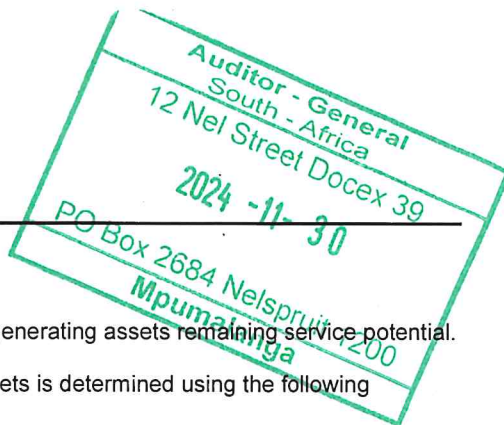 Auditor - General
South - Africa
12 Nel Street Docex 39
2024 -11- 30
PO Box 2684 Nelspruit 1200
Mpumalanga
enerating assets remaining service potential.
ets is determined using the following